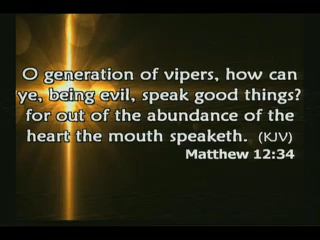 O generation of vipers, how can
ye, being evil, speak good things?
for out of the abundance of the
heart the mouth speaketh. (KJV)
Matthew 12:34